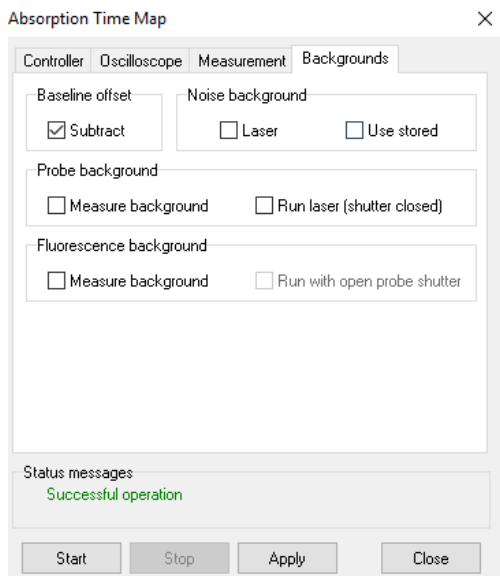 Absorption Time Map
Controller Oscilloscope Measurement Backgrounds
Baseline offset Noise background
Subtract Laser Use stored
Probe background
Measure background Run laser (shutter closed)
Fluorescence background
Measure background Run with open probe shutter
Status messages
Successful operation
Start Stop Apply Close